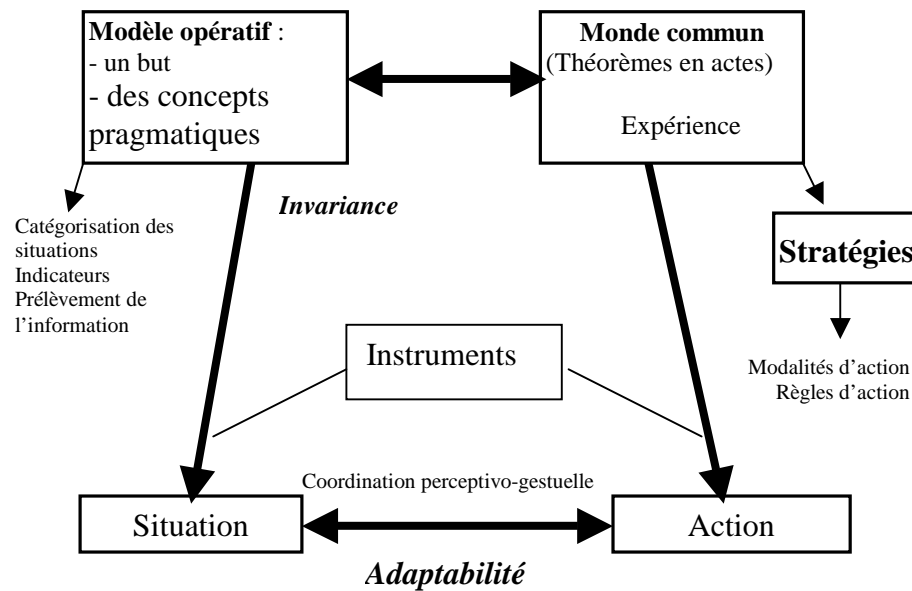 Modèle opératif :
- un but
- des concepts
pragmatiques
Monde commun
(Théorèmes en actes)
Expérience
Invariance
Catégorisation des
situations
Indicateurs
Prélèvement de
l’information
Stratégies
Instruments
Modalités d’action
Règles d’action
Coordination perceptivo-gestuelle
Situation
Action
Adaptabilité